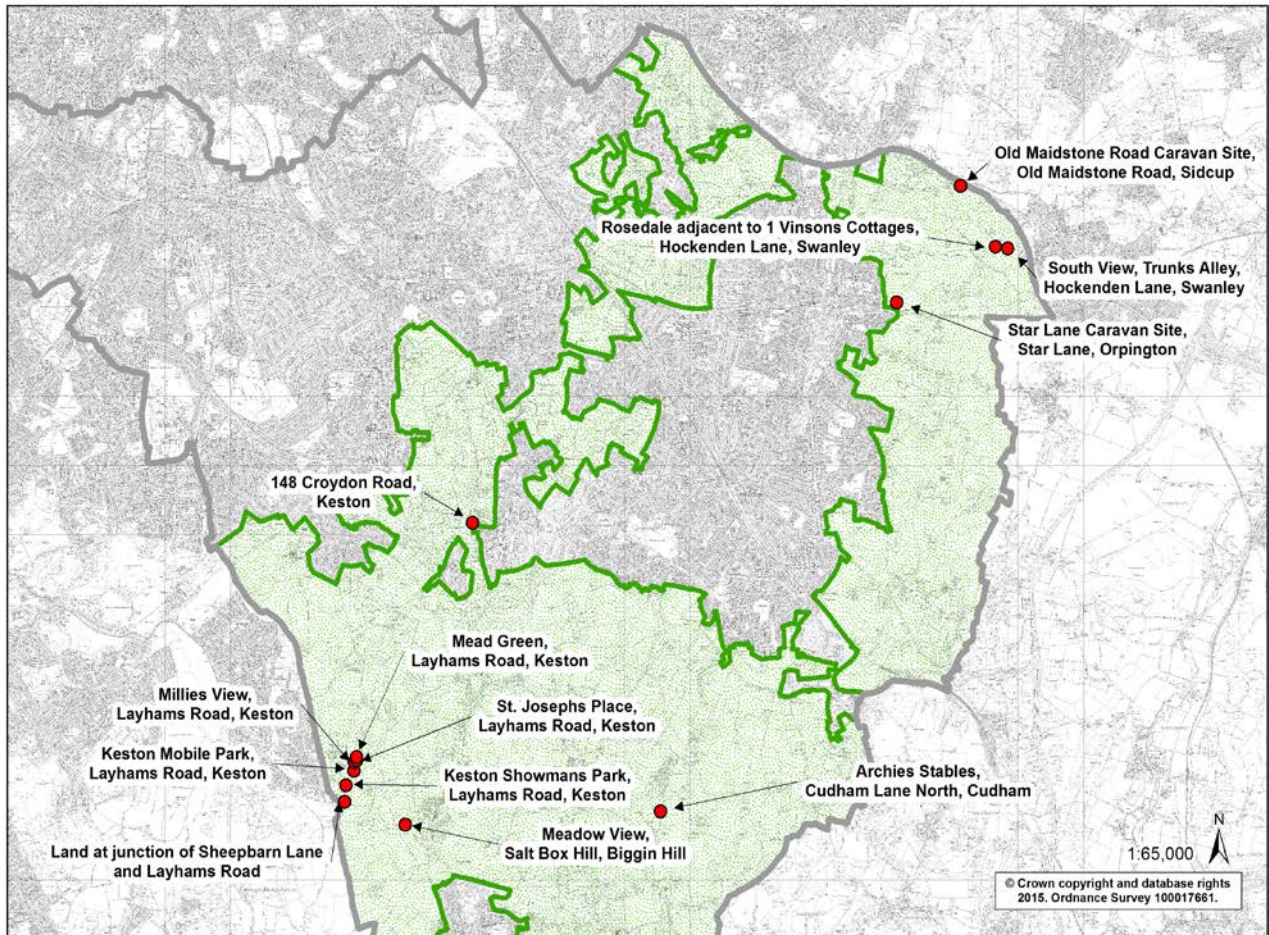 Old Maidstone Road Caravan Site,
Old Maidstone Road, Sidcup
Rosedale adjacent to 1 Vinsons Cottages,
Hockenden Lane, Swanley
South View, Trunks Alley,
Hockenden Lane, Swanley
Star Lane Caravan Site,
Star Lane, Orpington
148 Croydon Road,
Keston
Mead Green,
Layhams Road, Keston
Millies View,
Layhams Road, Keston
St. Josephs Place,
Layhams Road, Keston
Keston Mobile Park,
Layhams Road, Keston
Keston Showmans Park,
Layhams Road, Keston
Archies Stables,
Cudham Lane North, Cudham
Meadow View,
Salt Box Hill, Biggin Hill
Land at junction of Sheepbarn Lane
and Layhams Road
N
1:65,000
© Crown copyright and database rights
2015. Ordnance Survey 100017661.